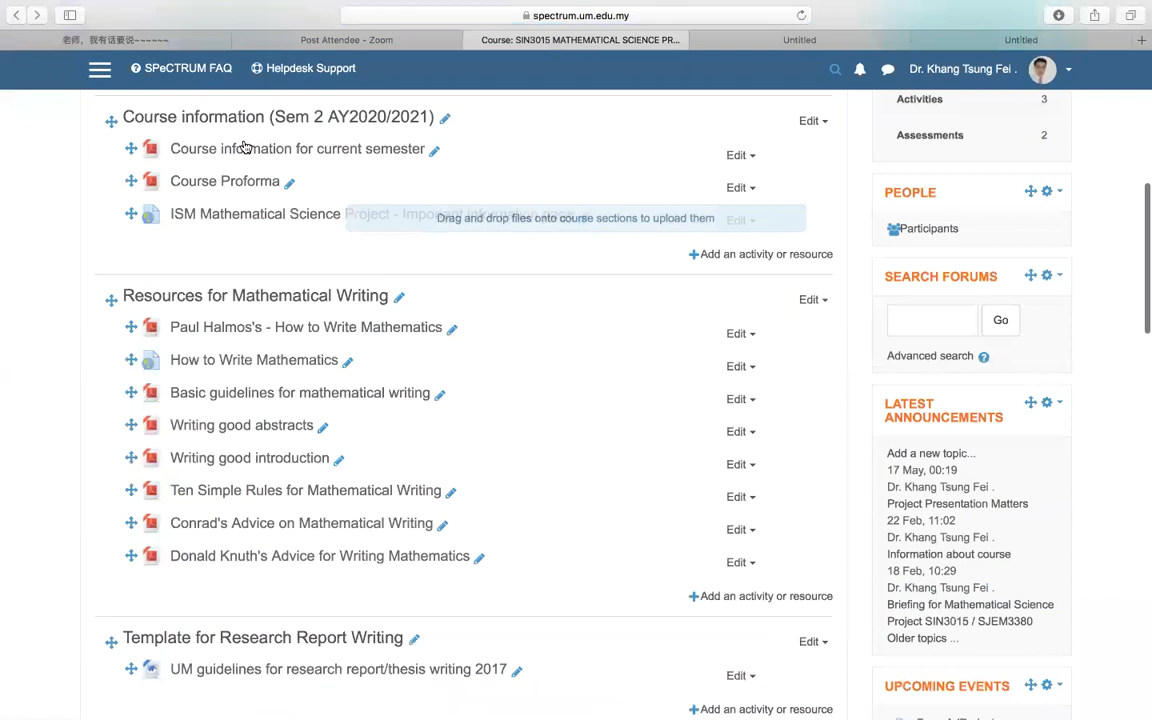 spectrum.um.edu.my
老师，我有话要说~~~~~~
Post Attendee - Zoom
Course: SIN3015 MATHEMATICAL SCIENCE PR...
Untitled
Untitled
SPeCTRUM FAQ
Helpdesk Support
Dr. Khang Tsung Fei .
Course information (Sem 2 AY2020/2021)
Edit
Course information for current semester
Edit
Course Proforma
Edit
ISM Mathematical Science Project - Important information
Edit
Drag and drop files onto course sections to upload them
Add an activity or resource
Resources for Mathematical Writing
Edit
Paul Halmos's - How to Write Mathematics
Edit
How to Write Mathematics
Edit
Basic guidelines for mathematical writing
Edit
Writing good abstracts
Edit
Writing good introduction
Edit
Ten Simple Rules for Mathematical Writing
Edit
Conrad's Advice on Mathematical Writing
Edit
Donald Knuth's Advice for Writing Mathematics
Edit
Add an activity or resource
Template for Research Report Writing
Edit
UM guidelines for research report/thesis writing 2017
Edit
Add an activity or resource
Activities 3
Assessments 2
PEOPLE
Participants
SEARCH FORUMS
Go
Advanced search
LATEST
ANNOUNCEMENTS
Add a new topic...
17 May, 00:19
Dr. Khang Tsung Fei .
Project Presentation Matters
22 Feb, 11:02
Dr. Khang Tsung Fei .
Information about course
18 Feb, 10:29
Dr. Khang Tsung Fei .
Briefing for Mathematical Science
Project SIN3015 / SJEM3380
Older topics ...
UPCOMING EVENTS